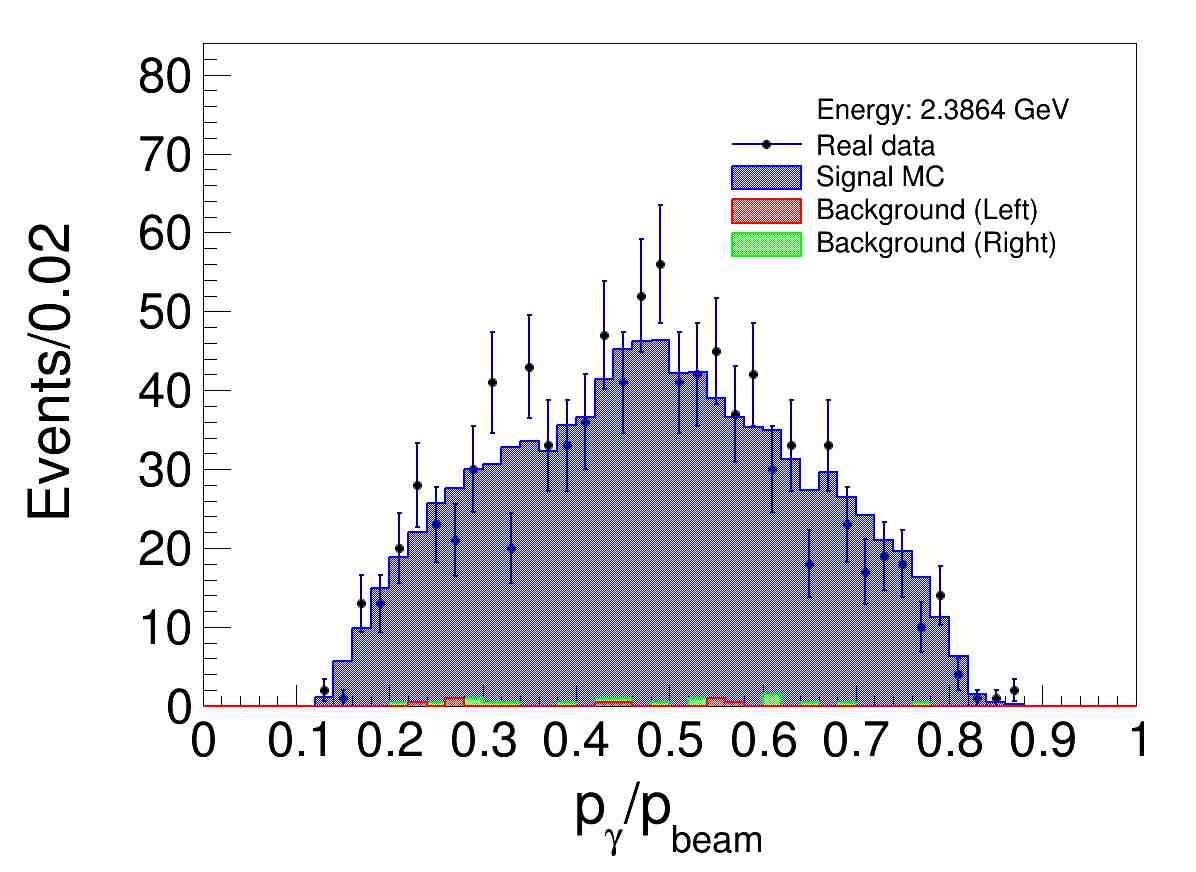 Energy: 2.3864 GeV
Real data
Signal MC
Background (Left)
Background (Right)
Events/0.02
80
70
60
50
40
30
20
10
0
0 0.1 0.2 0.3 0.4 0.5 0.6 0.7 0.8 0.9 1
pγ/pbeam